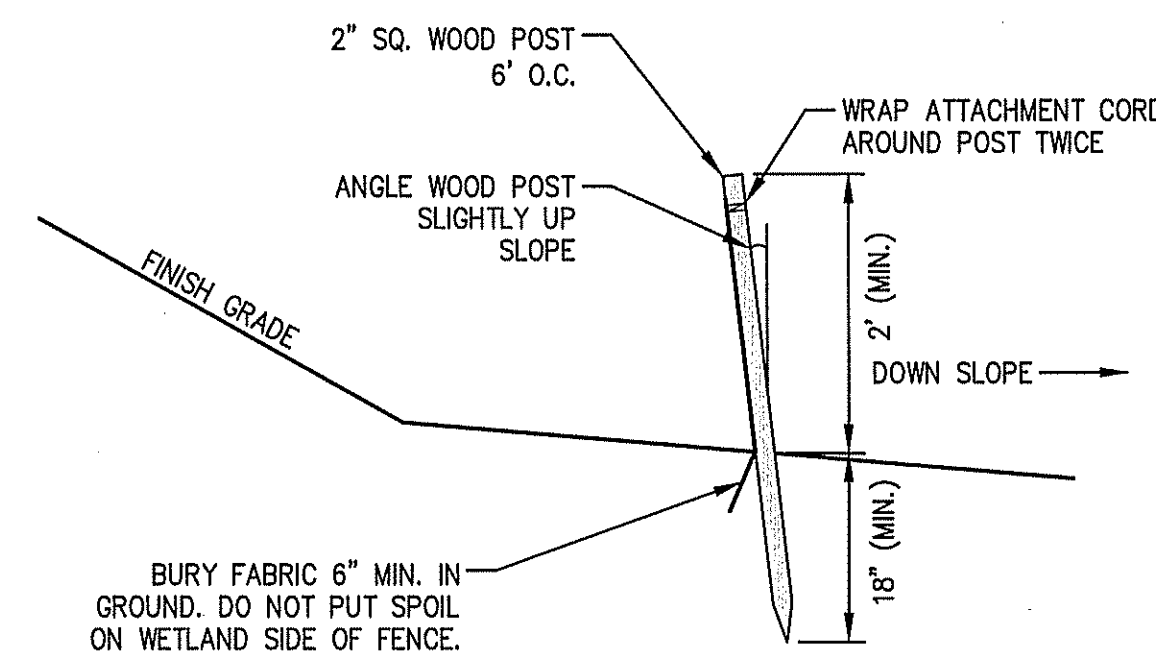 2" SQ. WOOD POST
6' O.C.
WRAP ATTACHMENT CORD
AROUND POST TWICE
ANGLE WOOD POST
SLIGHTLY UP
SLOPE
FINISH GRADE
2' (MIN.)
DOWN SLOPE
18" (MIN.)
BURY FABRIC 6" MIN. IN
GROUND. DO NOT PUT SPOIL
ON WETLAND SIDE OF FENCE.